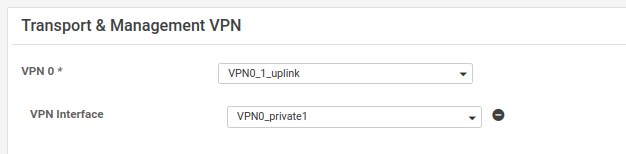 Transport & Management VPN
VPN 0 * VPN0_1_uplink
VPN Interface VPN0_private1